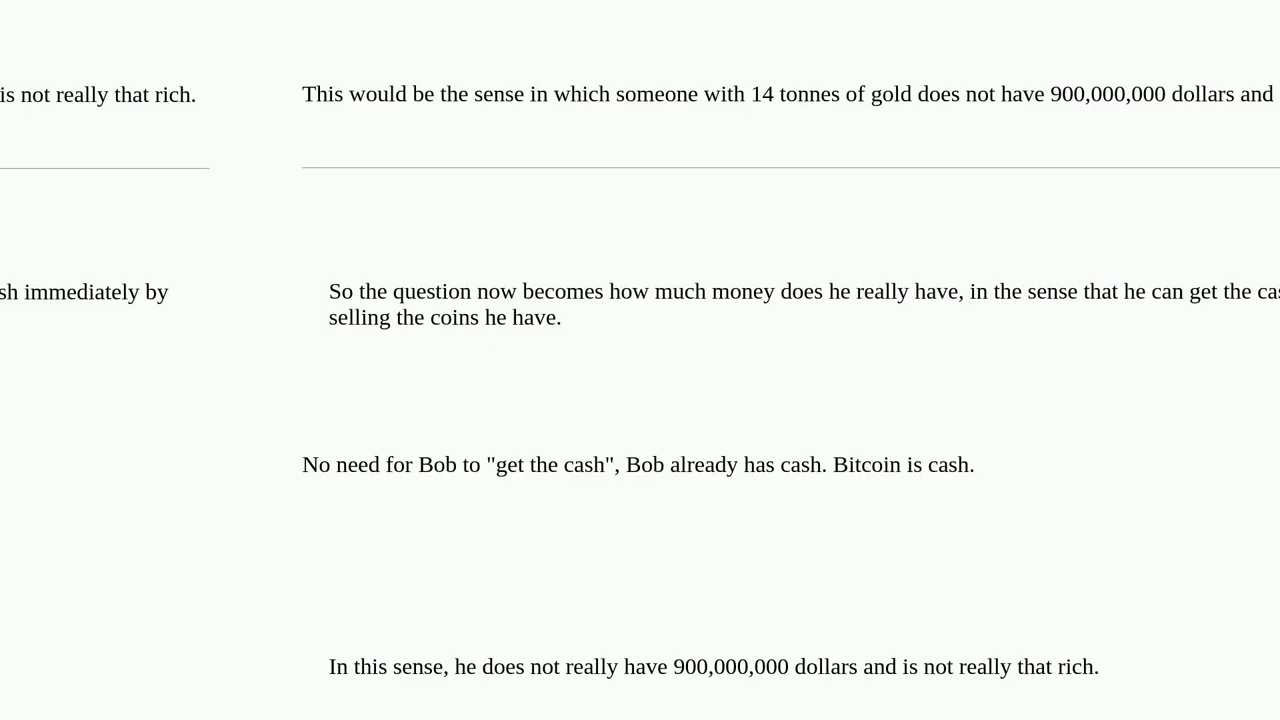 is not really that rich.
This would be the sense in which someone with 14 tonnes of gold does not have 900,000,000 dollars and
sh immediately by
So the question now becomes how much money does he really have, in the sense that he can get the cas
selling the coins he have.
No need for Bob to "get the cash", Bob already has cash. Bitcoin is cash.
In this sense, he does not really have 900,000,000 dollars and is not really that rich.